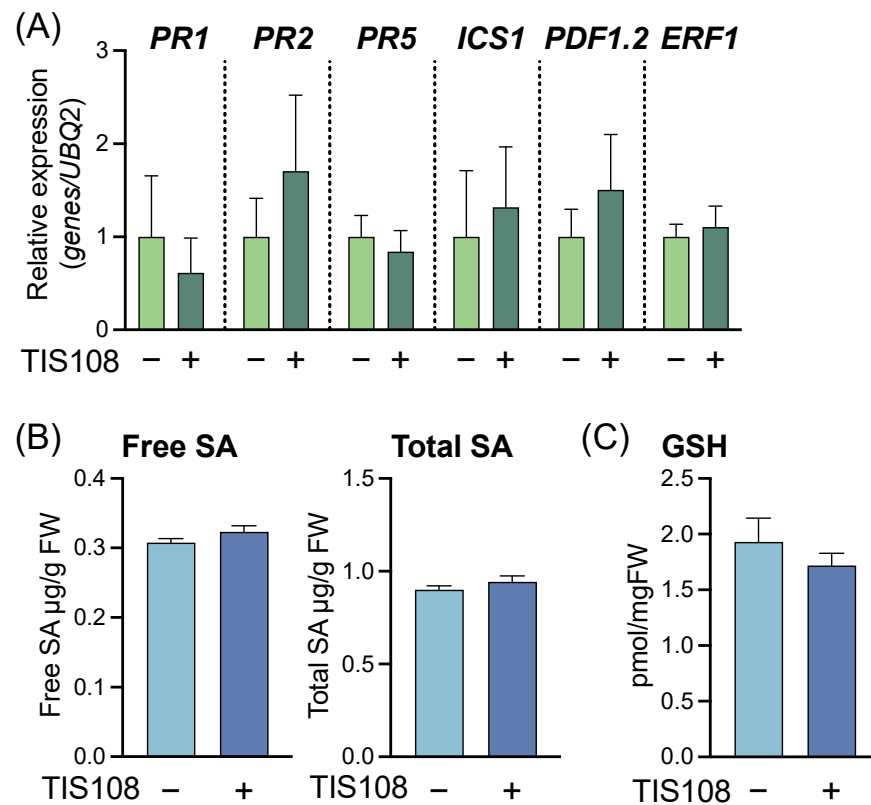 (A)
PR1 PR2 PR5 ICS1 PDF1.2 ERF1
Relative expression
(genes/UBQ2)
3
2
1
0
TIS108 − + − + − + − + − + − +
(B) Free SA Total SA
Free SA µg/g FW
0.4
0.3
0.2
0.1
0.0
TIS108 − +
Total SA µg/g FW
1.5
1.0
0.5
0.0
− +
(C) GSH
pmol/mgFW
2.5
2.0
1.5
1.0
0.5
0.0
TIS108 − +